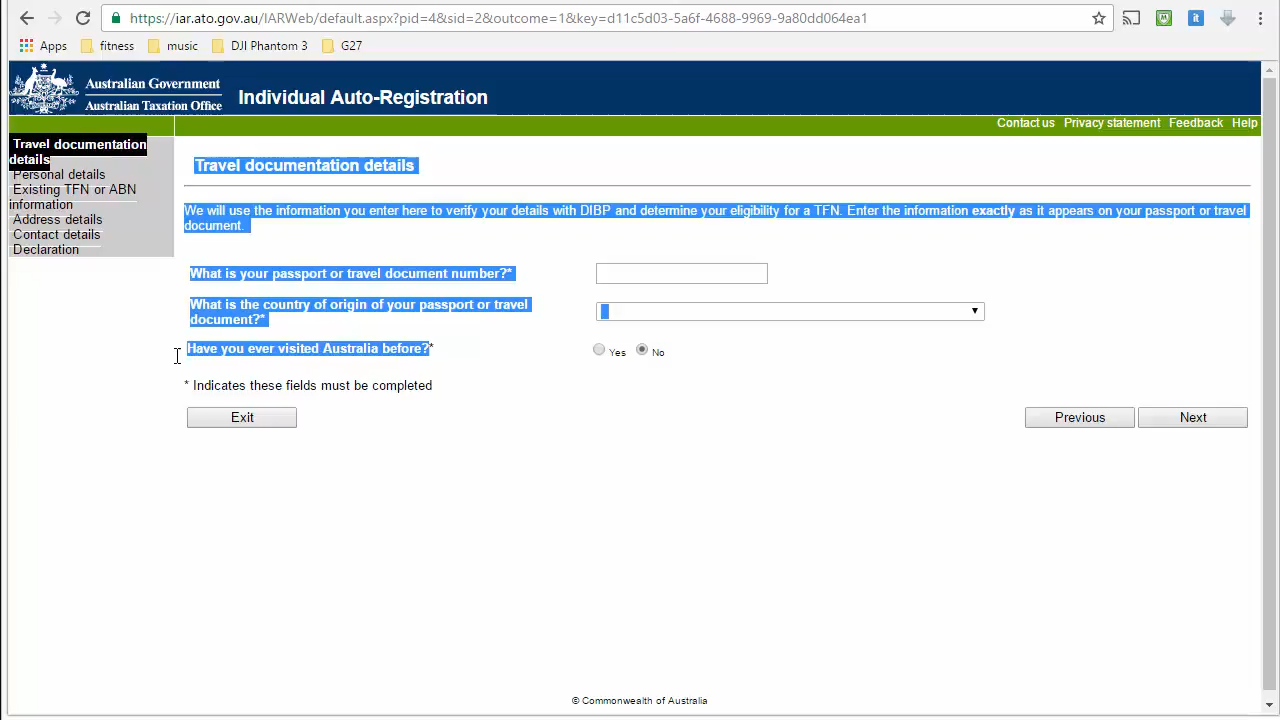 https://iar.ato.gov.au/IARWeb/default.aspx?pid=4&sid=2&outcome=1&key=d11c5d03-5a6f-4688-9969-9a80dd064ea1
it
Apps fitness music DJI Phantom 3 G27
Australian Government
Australian Taxation Office
Individual Auto-Registration
Contact us Privacy statement Feedback Help
Travel documentation
details
Personal details
Existing TFN or ABN
information
Address details
Contact details
Declaration
Travel documentation details
We will use the information you enter here to verify your details with DIBP and determine your eligibility for a TFN. Enter the information exactly as it appears on your passport or travel
document.
What is your passport or travel document number?*
What is the country of origin of your passport or travel
document?*
Have you ever visited Australia before?*
Yes No
* Indicates these fields must be completed
Exit Previous Next
© Commonwealth of Australia